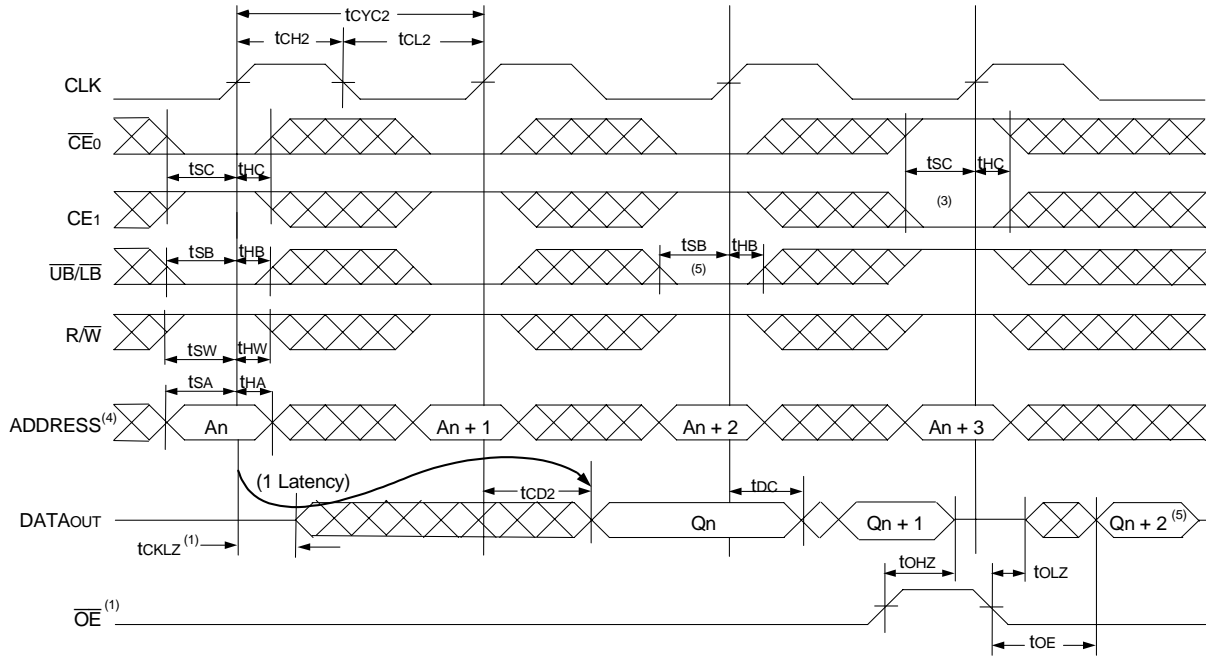 tCYC2
tCH2 tCL2
CLK
CE0
tSC tHC tSC tHC
CE1 (3)
tSB tHB tSB tHB
UB/LB (5)
R/W
tSW tHW
tSA tHA
ADDRESS(4) An An + 1 An + 2 An + 3
(1 Latency) tCD2 tDC
DATAOUT Qn Qn + 1 Qn + 2 (5)
tCKLZ (1)
tOHZ tOLZ
OE (1)
tOE